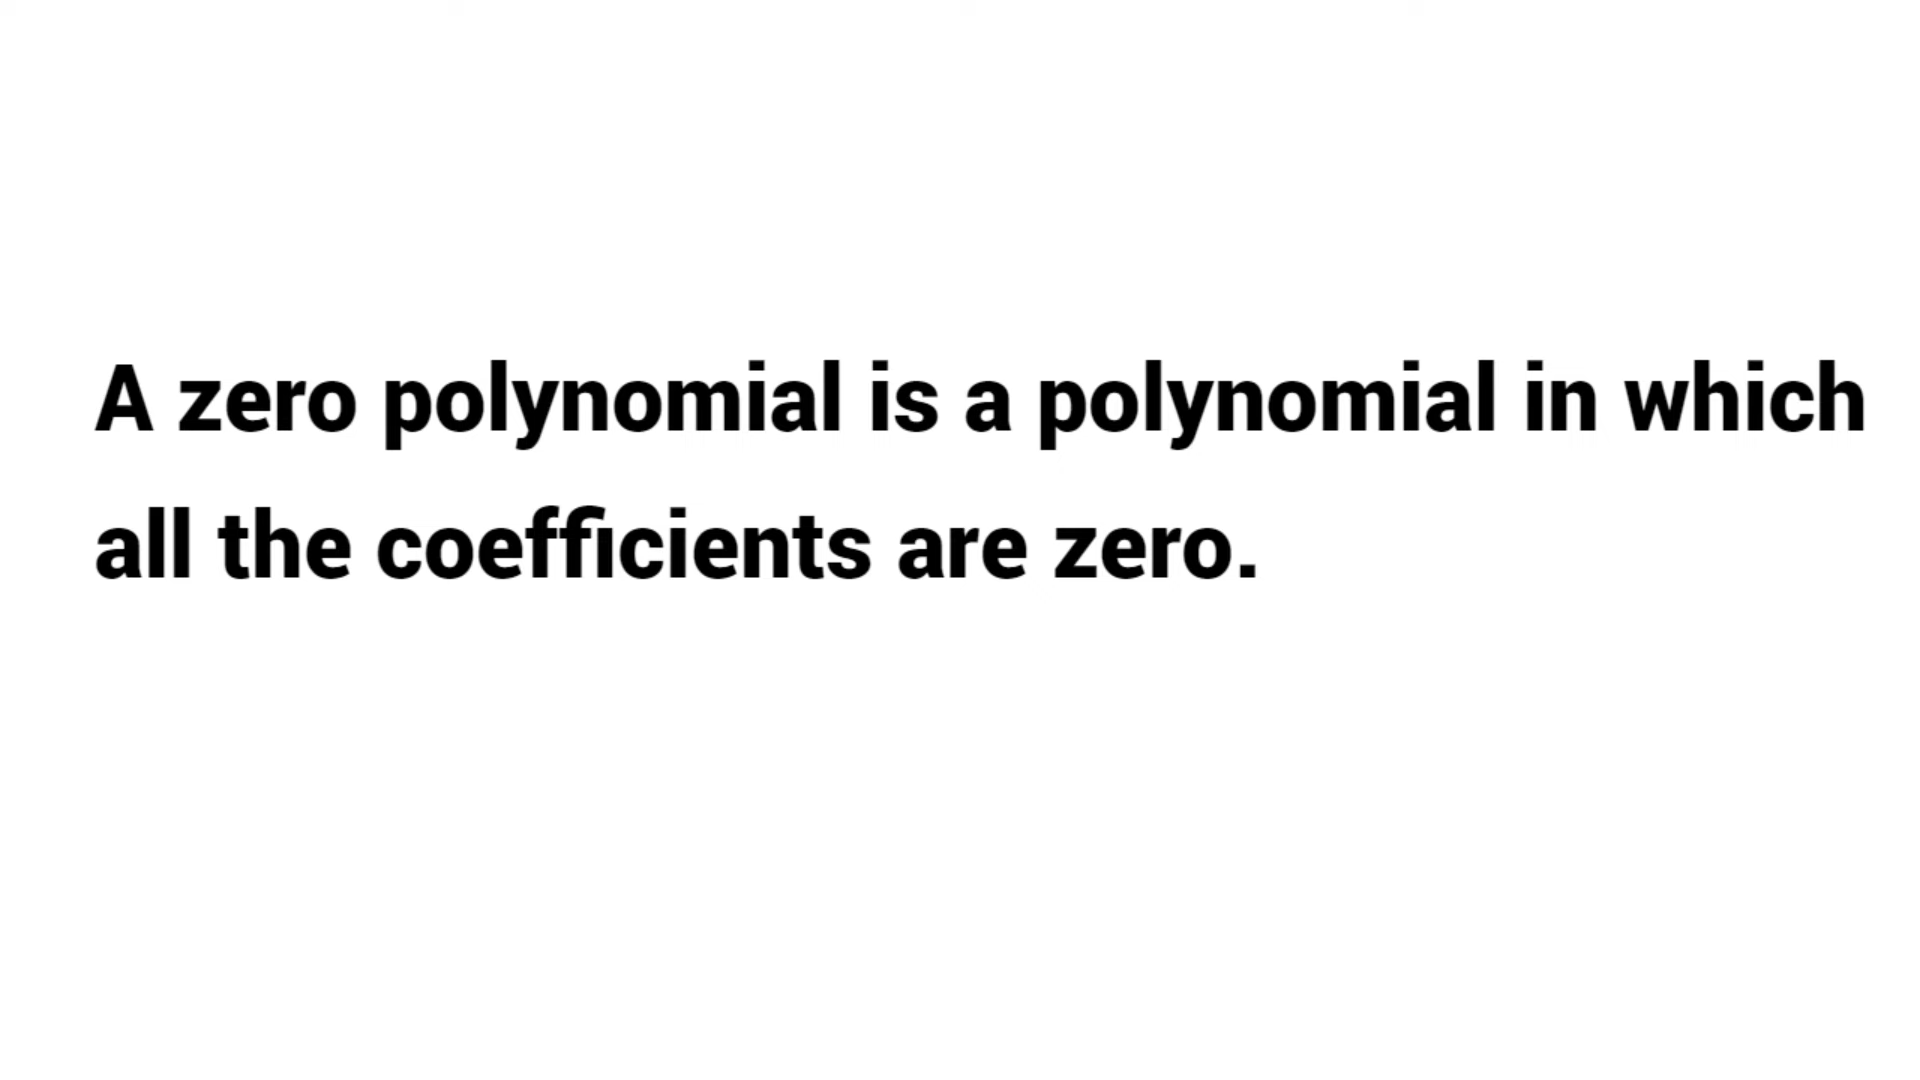 A zero polynomial is a polynomial in which
all the coefficients are zero.